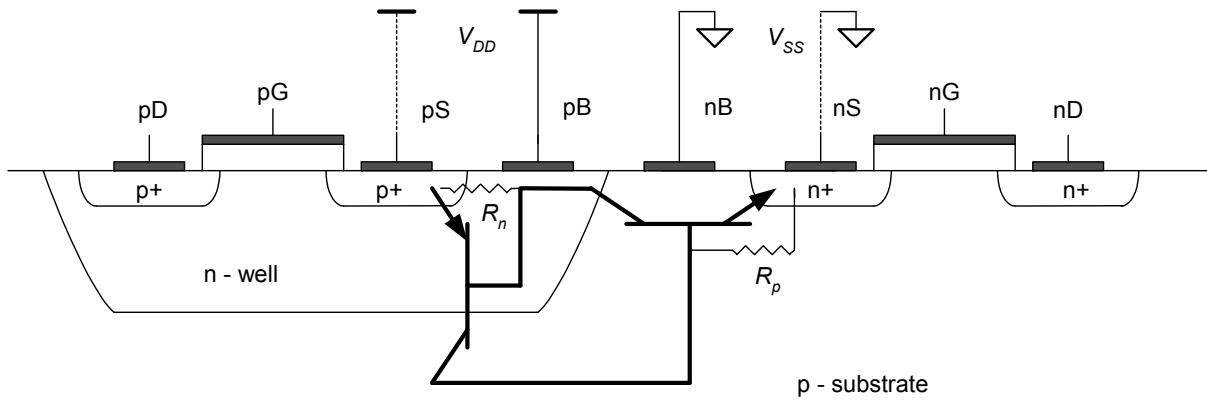 V_DD
V_SS
pD
pG
pS
pB
nB
nS
nG
nD
p+
p+
n+
n+
R_n
R_p
n - well
p - substrate